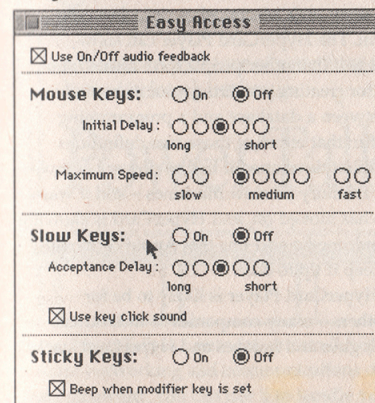 Easy Access
Use On/Off audio feedback
Mouse Keys: On Off
Initial Delay:
long short
Maximum Speed:
slow medium fast
Slow Keys: On Off
Acceptance Delay:
long short
Use key click sound
Sticky Keys: On Off
Beep when modifier key is set